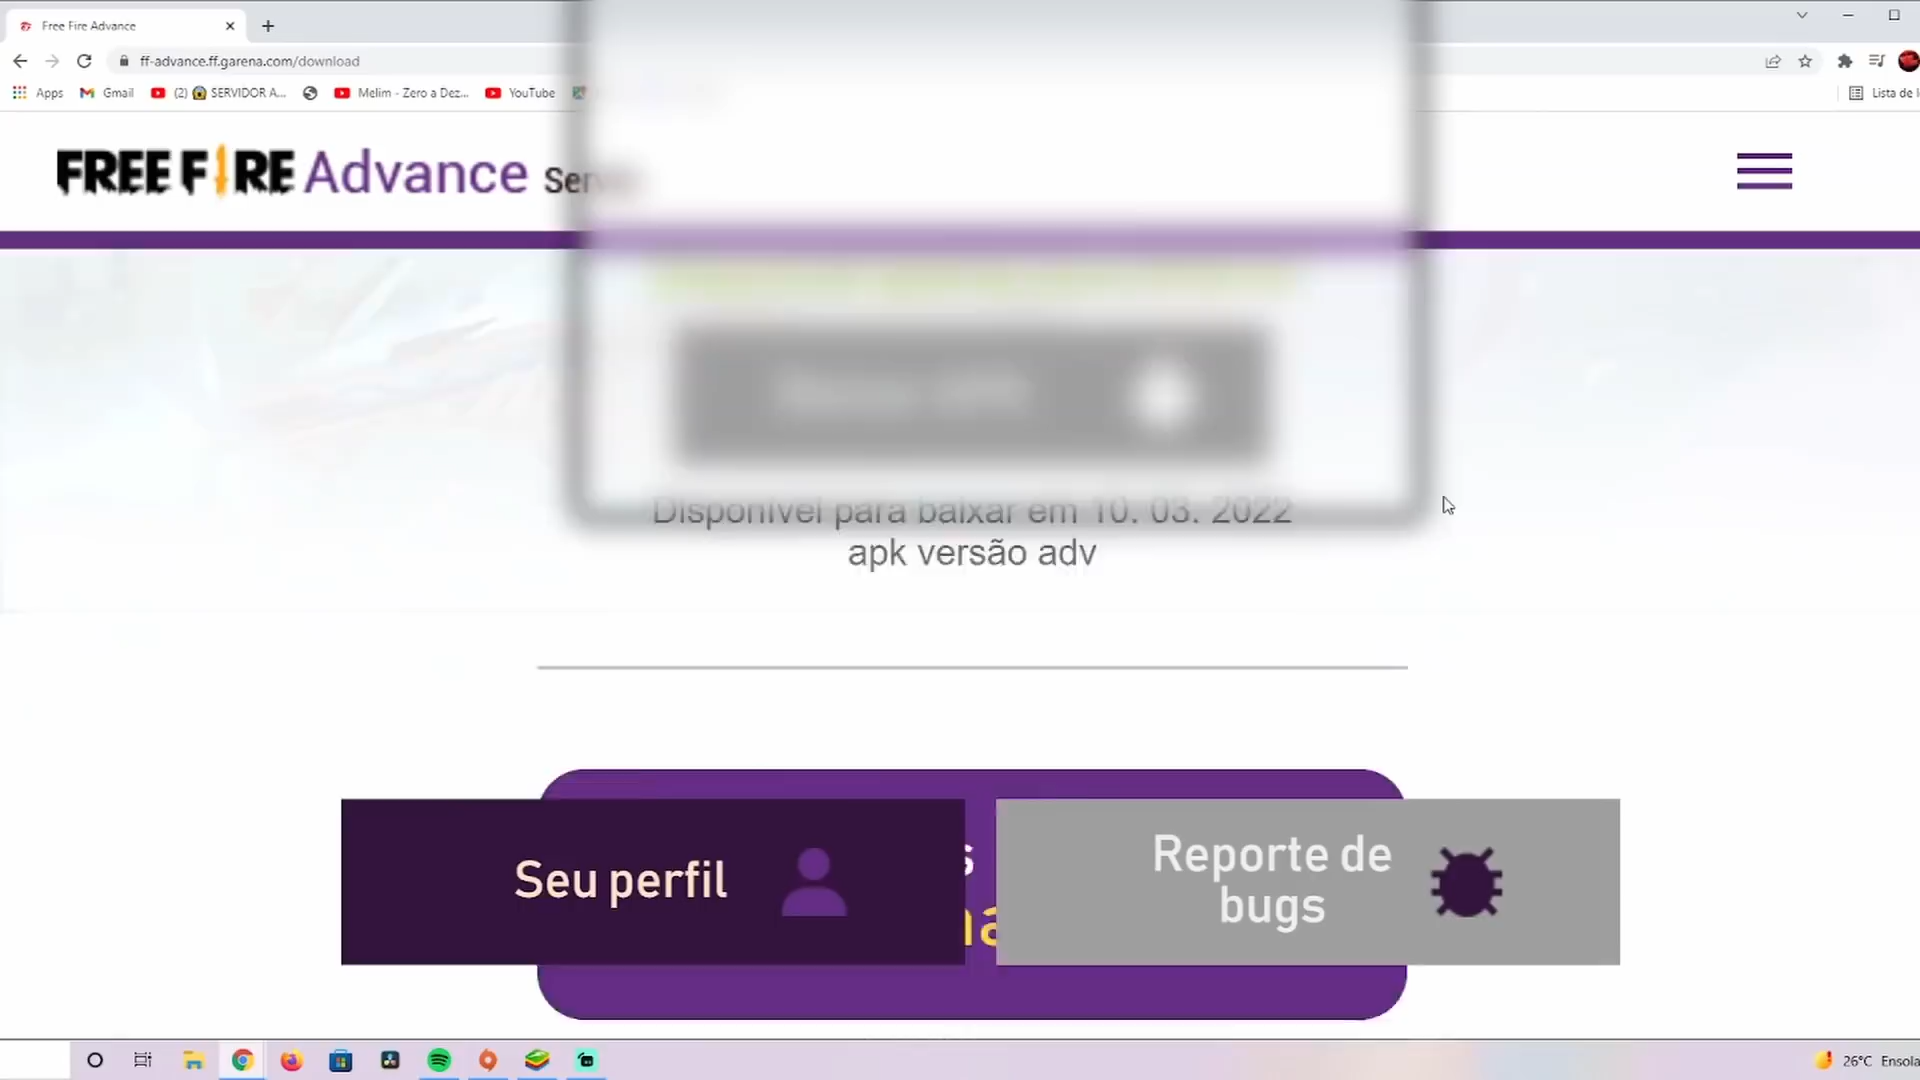 Free Fire Advance
ff-advance.ff.garena.com/download
Apps Gmail (2) SERVIDOR A... Melim - Zero a Dez... YouTube Lista de
FREE FIRE Advance
Disponível para baixar em 10. 03. 2022
apk versão adv
Seu perfil
Reporte de
bugs
26°C Ensola